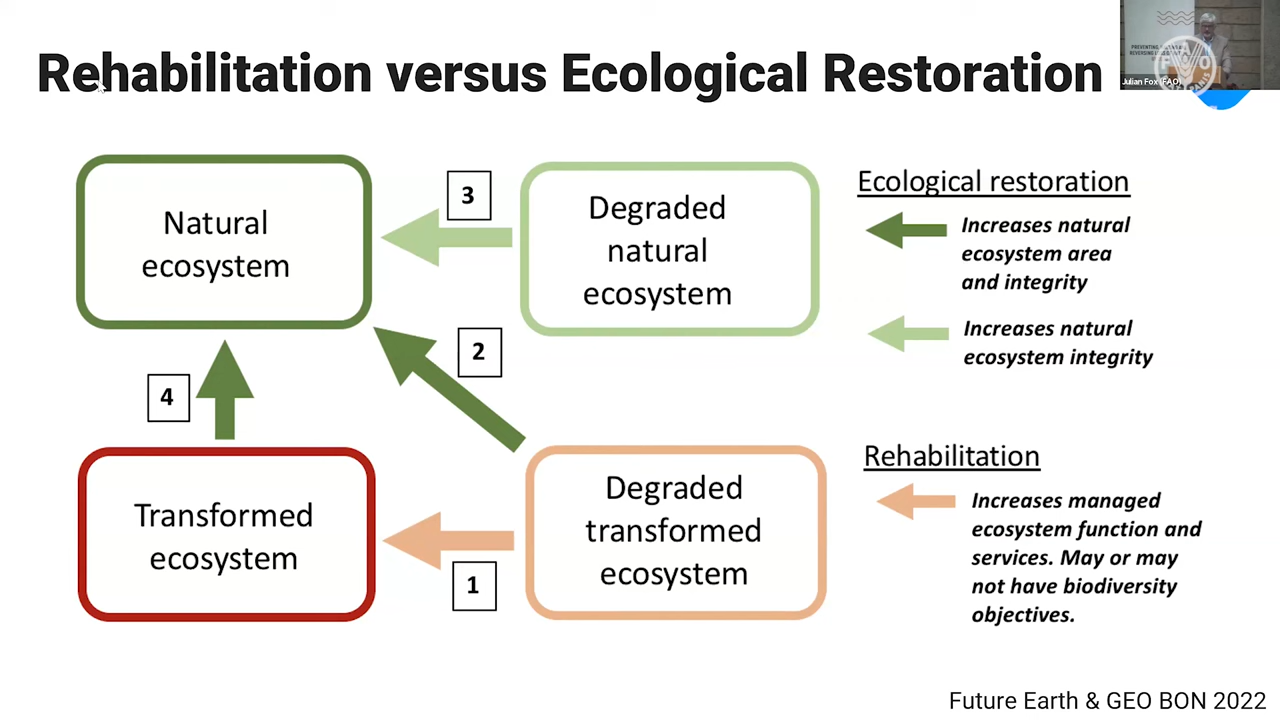 Rehabilitation versus Ecological Restoration
Julian Fox (FAO)
Natural
ecosystem
3
Degraded
natural
ecosystem
Ecological restoration
Increases natural
ecosystem area
and integrity
Increases natural
ecosystem integrity
4
2
Transformed
ecosystem
1
Degraded
transformed
ecosystem
Rehabilitation
Increases managed
ecosystem function and
services. May or may
not have biodiversity
objectives.
Future Earth & GEO BON 2022